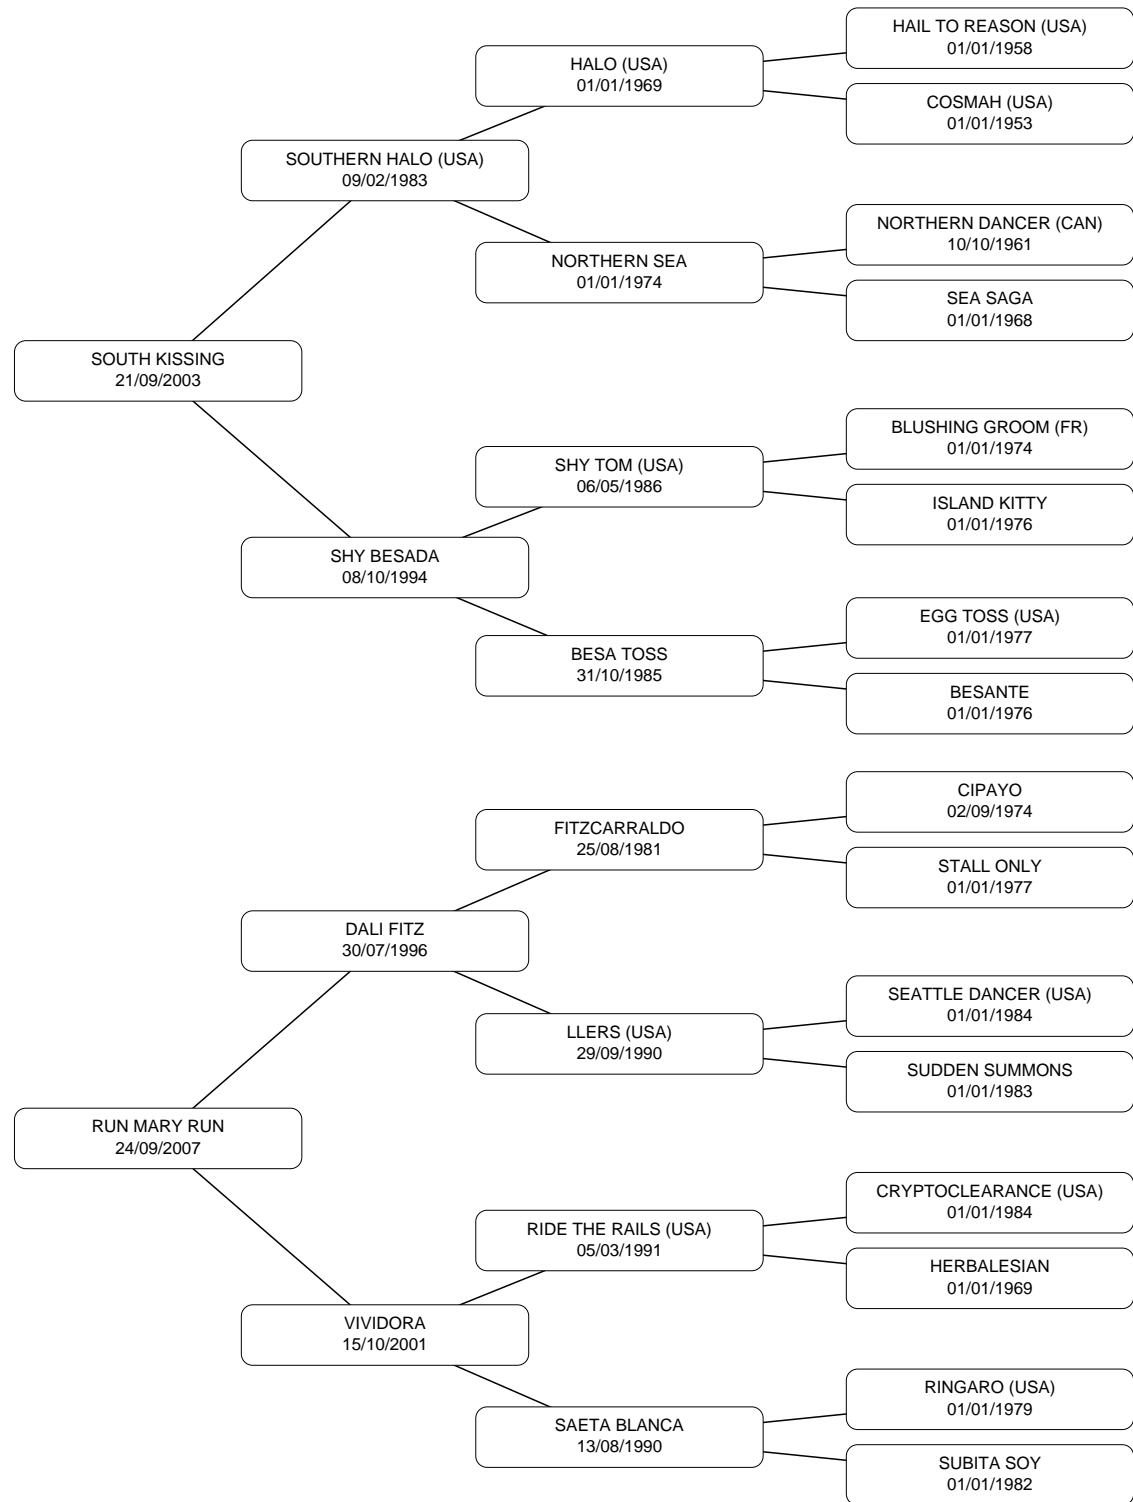 HAIL TO REASON (USA)
01/01/1958
HALO (USA)
01/01/1969
COSMAH (USA)
01/01/1953
SOUTHERN HALO (USA)
09/02/1983
NORTHERN DANCER (CAN)
10/10/1961
NORTHERN SEA
01/01/1974
SEA SAGA
01/01/1968
SOUTH KISSING
21/09/2003
BLUSHING GROOM (FR)
01/01/1974
SHY TOM (USA)
06/05/1986
ISLAND KITTY
01/01/1976
SHY BESADA
08/10/1994
EGG TOSS (USA)
01/01/1977
BESA TOSS
31/10/1985
BESANTE
01/01/1976
CIPAYO
02/09/1974
FITZCARRALDO
25/08/1981
STALL ONLY
01/01/1977
DALI FITZ
30/07/1996
SEATTLE DANCER (USA)
01/01/1984
LLERS (USA)
29/09/1990
SUDDEN SUMMONS
01/01/1983
RUN MARY RUN
24/09/2007
CRYPTOCLEARANCE (USA)
01/01/1984
RIDE THE RAILS (USA)
05/03/1991
HERBALESIAN
01/01/1969
VIVIDORA
15/10/2001
RINGARO (USA)
01/01/1979
SAETA BLANCA
13/08/1990
SUBITA SOY
01/01/1982